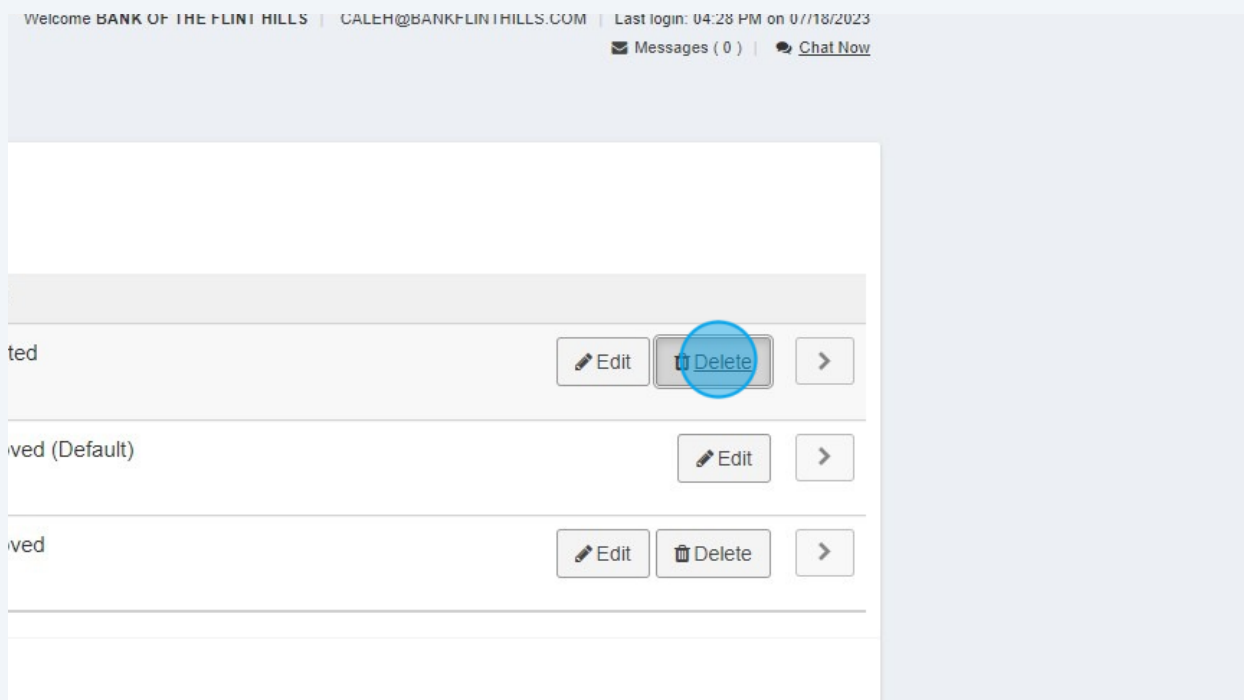 Welcome BANK OF THE FLINT HILLS | CALEH@BANKFLINTHILLS.COM | Last login: 04:28 PM on 07/18/2023
Messages ( 0 ) | Chat Now
ted Edit Delete
ved (Default) Edit
ved Edit Delete